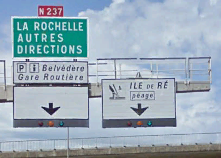 N 237
LA ROCHELLE
AUTRES
DIRECTIONS
P i Belvédère
Gare Routière
ILE DE RÉ
péage